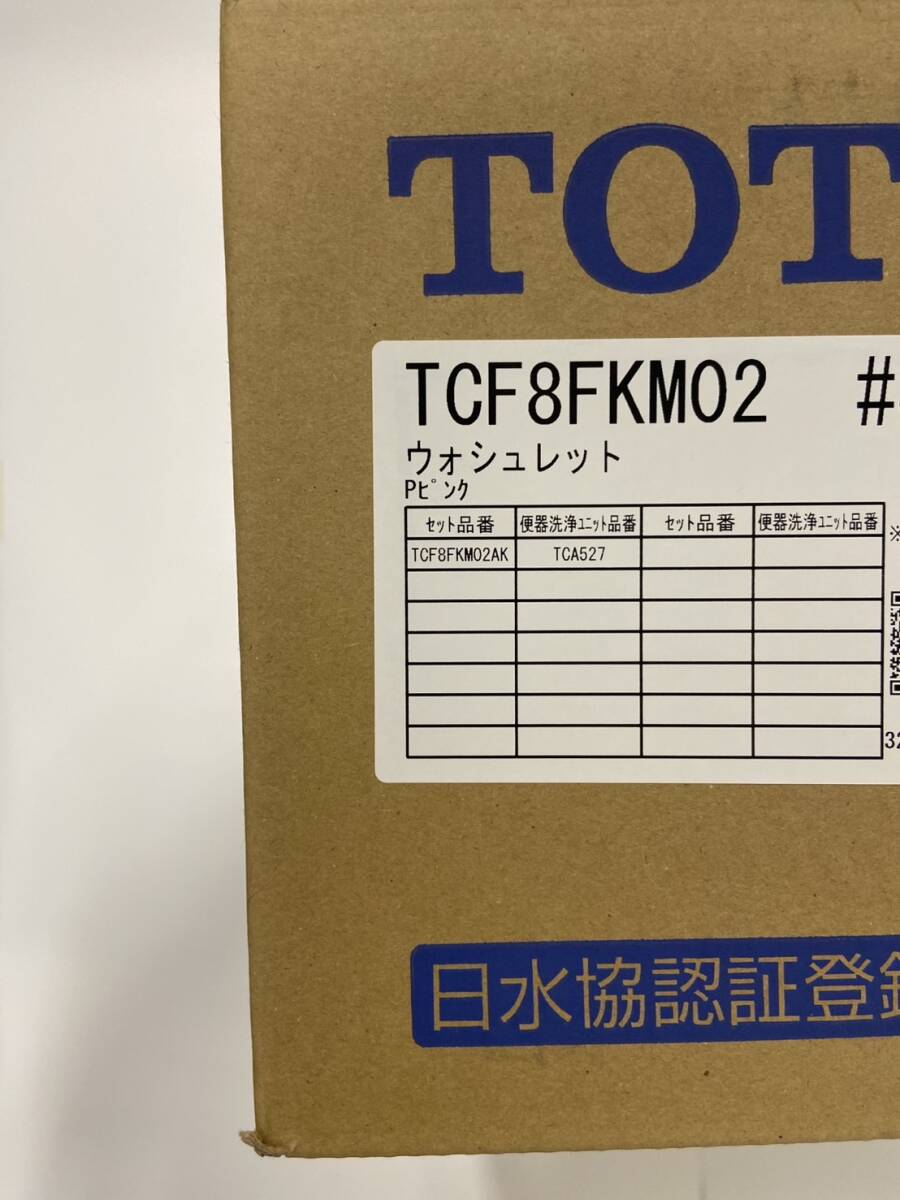 TOT
TCF8FKM02 #
ウォシュレット
Pﾋﾟﾝｸ
ｾｯﾄ品番 便器洗浄ﾕﾆｯﾄ品番 ｾｯﾄ品番 便器洗浄ﾕﾆｯﾄ品番
※
TCF8FKM02AK TCA527
32
日水協認証登